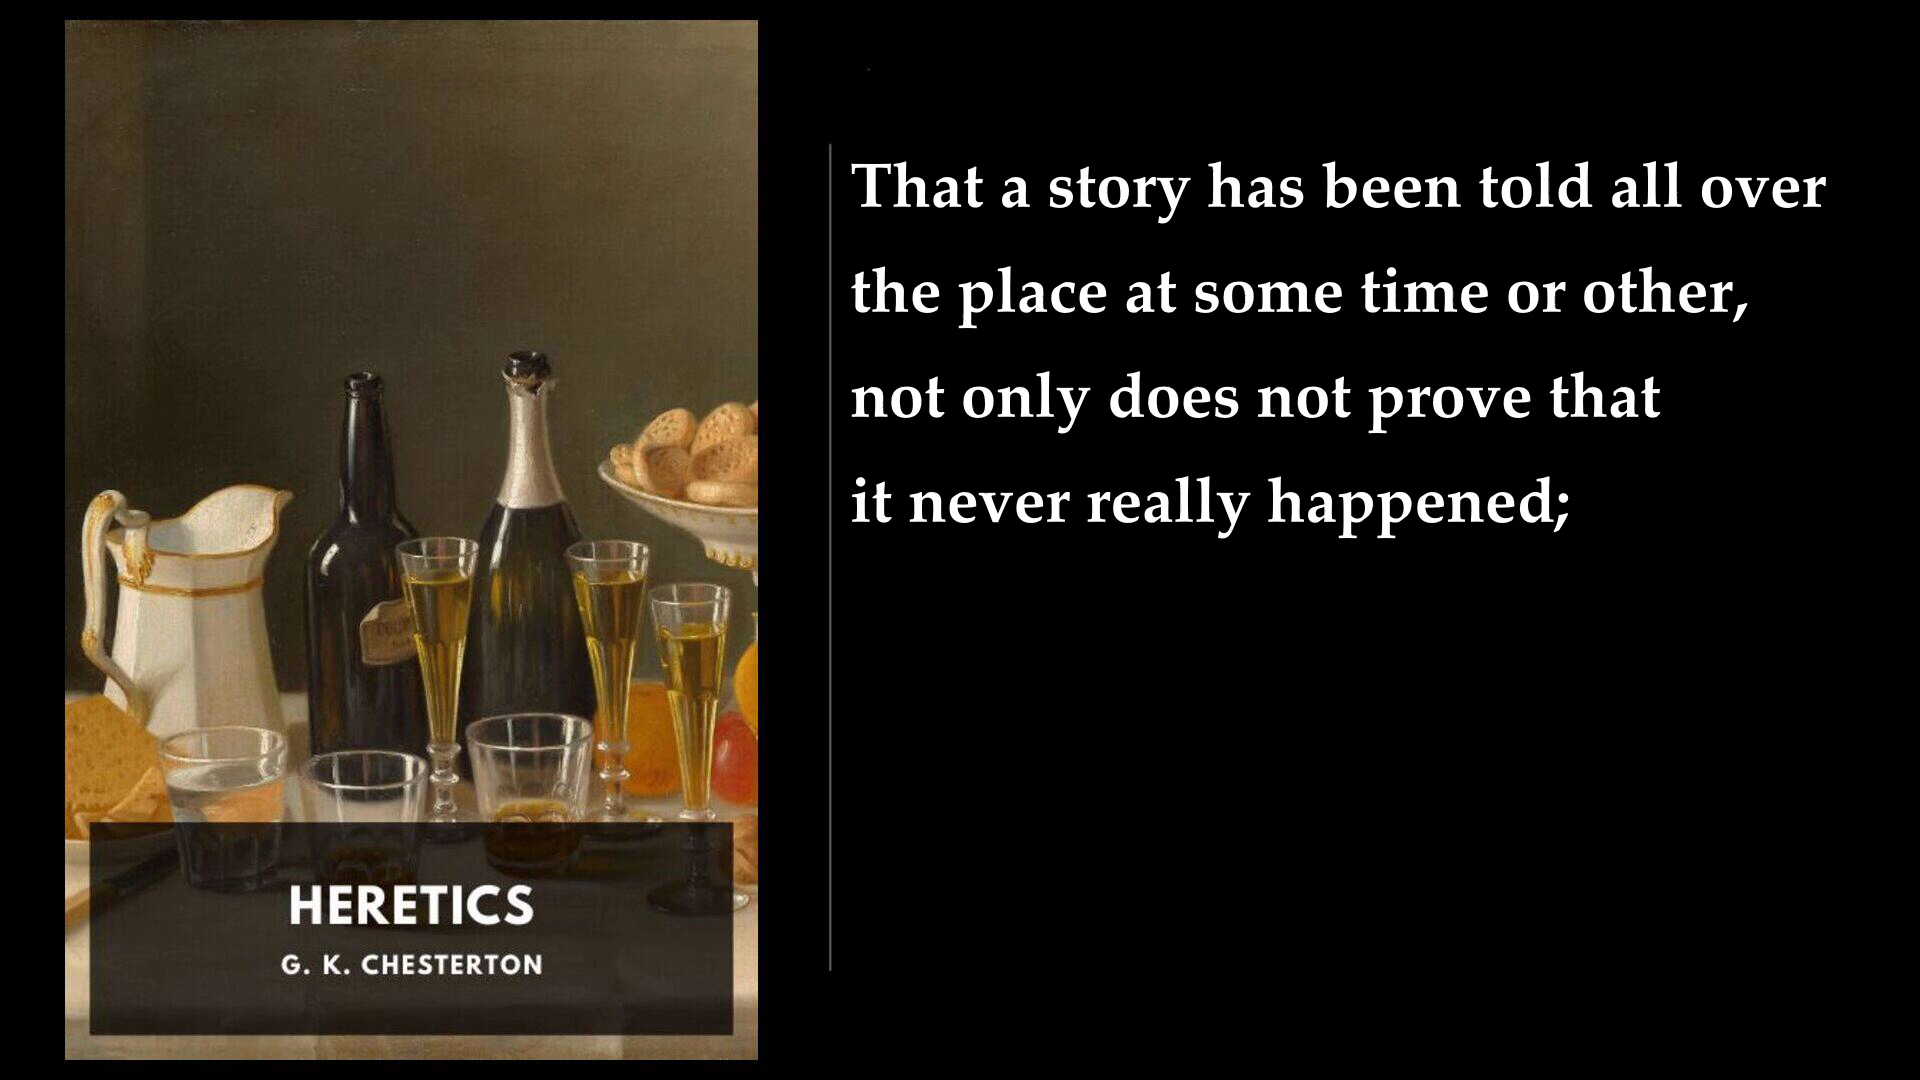 That a story has been told all over
the place at some time or other,
not only does not prove that
it never really happened;
HERETICS
G. K. CHESTERTON